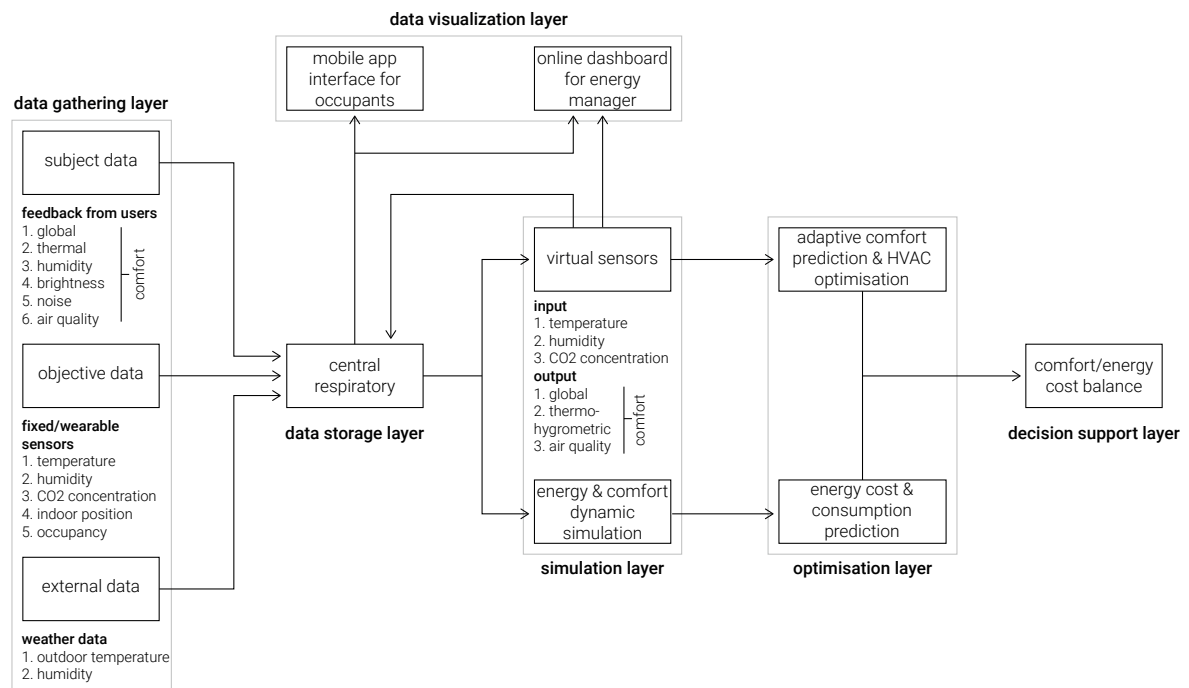 data visualization layer
mobile app
interface for
occupants
online dashboard
for energy
manager
data gathering layer
subject data
feedback from users
1. global
2. thermal
3. humidity
4. brightness
5. noise
6. air quality
comfort
objective data
fixed/wearable
sensors
1. temperature
2. humidity
3. CO2 concentration
4. indoor position
5. occupancy
external data
weather data
1. outdoor temperature
2. humidity
central
respiratory
data storage layer
virtual sensors
input
1. temperature
2. humidity
3. CO2 concentration
output
1. global
2. thermo-
hygrometric
3. air quality
comfort
energy & comfort
dynamic
simulation
simulation layer
adaptive comfort
prediction & HVAC
optimisation
energy cost &
consumption
prediction
optimisation layer
comfort/energy
cost balance
decision support layer